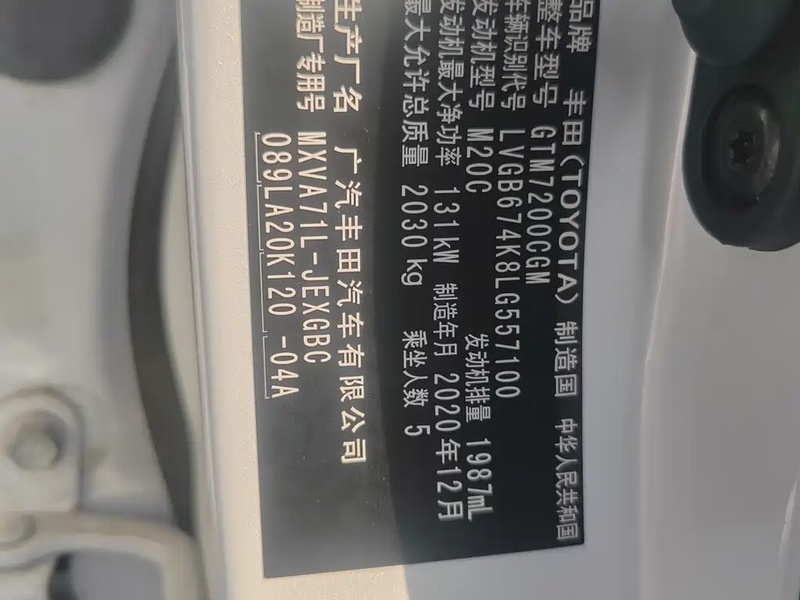 品牌 丰田(TOYOTA) 制造国 中华人民共和国
整车型号 GTM7200CGM
车辆识别代号 LVGB674K8LG557100
发动机型号 M20C 发动机排量 1987mL
发动机最大净功率 131kW 制造年月 2020年12月
最大允许总质量 2030kg 乘坐人数 5
生产厂名 广汽丰田汽车有限公司
制造厂专用号 MXVA71L-JEXGBC
089LA20K120 -04A